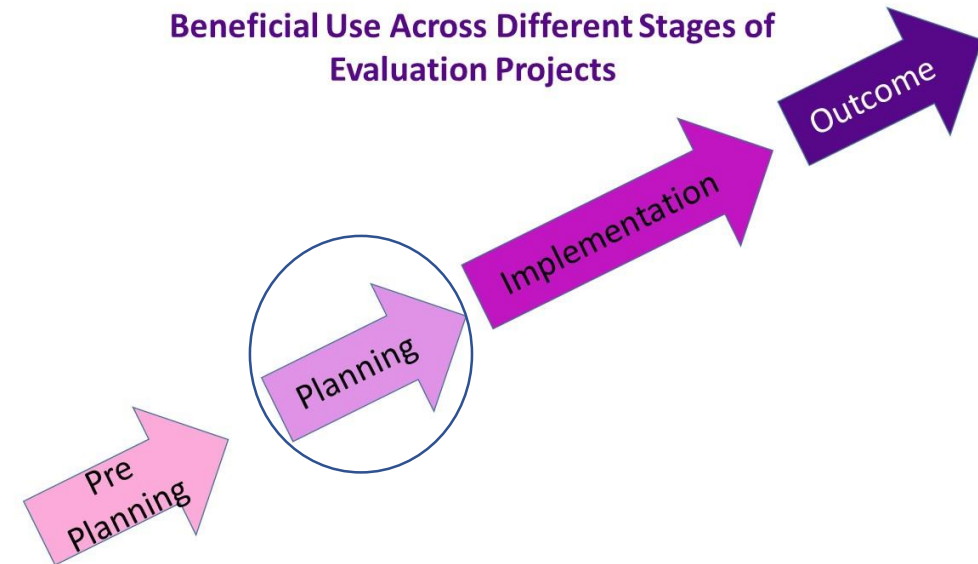 Beneficial Use Across Different Stages of
Evaluation Projects
Outcome
Implementation
Planning
Pre
Planning